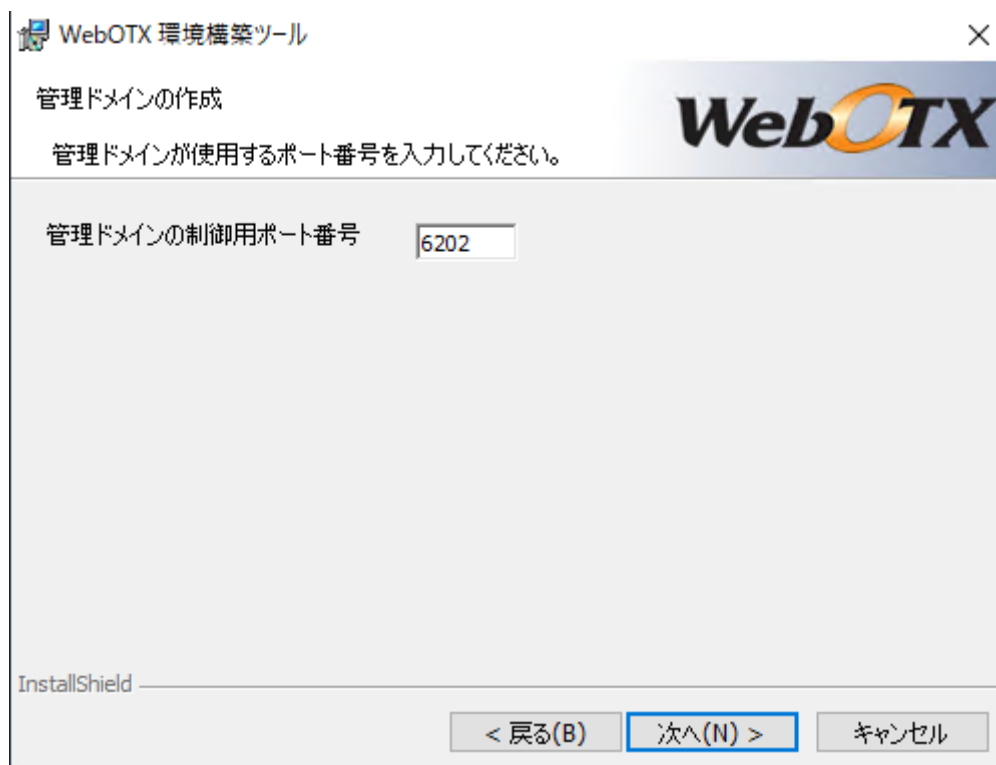 WebOTX 環境構築ツール
管理ドメインの作成
WebOTX
管理ドメインが使用するポート番号を入力してください。
管理ドメインの制御用ポート番号
6202
InstallShield
< 戻る(B)
次へ(N) >
キャンセル